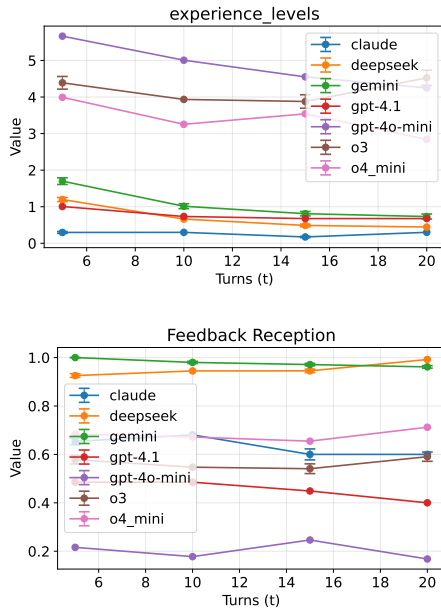 experience_levels
Value
5
4
3
2
1
0
claude
deepseek
gemini
gpt-4.1
gpt-4o-mini
o3
o4_mini
6 8 10 12 14 16 18 20
Turns (t)
Feedback Reception
Value
1.0
0.8
0.6
0.4
0.2
claude
deepseek
gemini
gpt-4.1
gpt-4o-mini
o3
o4_mini
6 8 10 12 14 16 18 20
Turns (t)